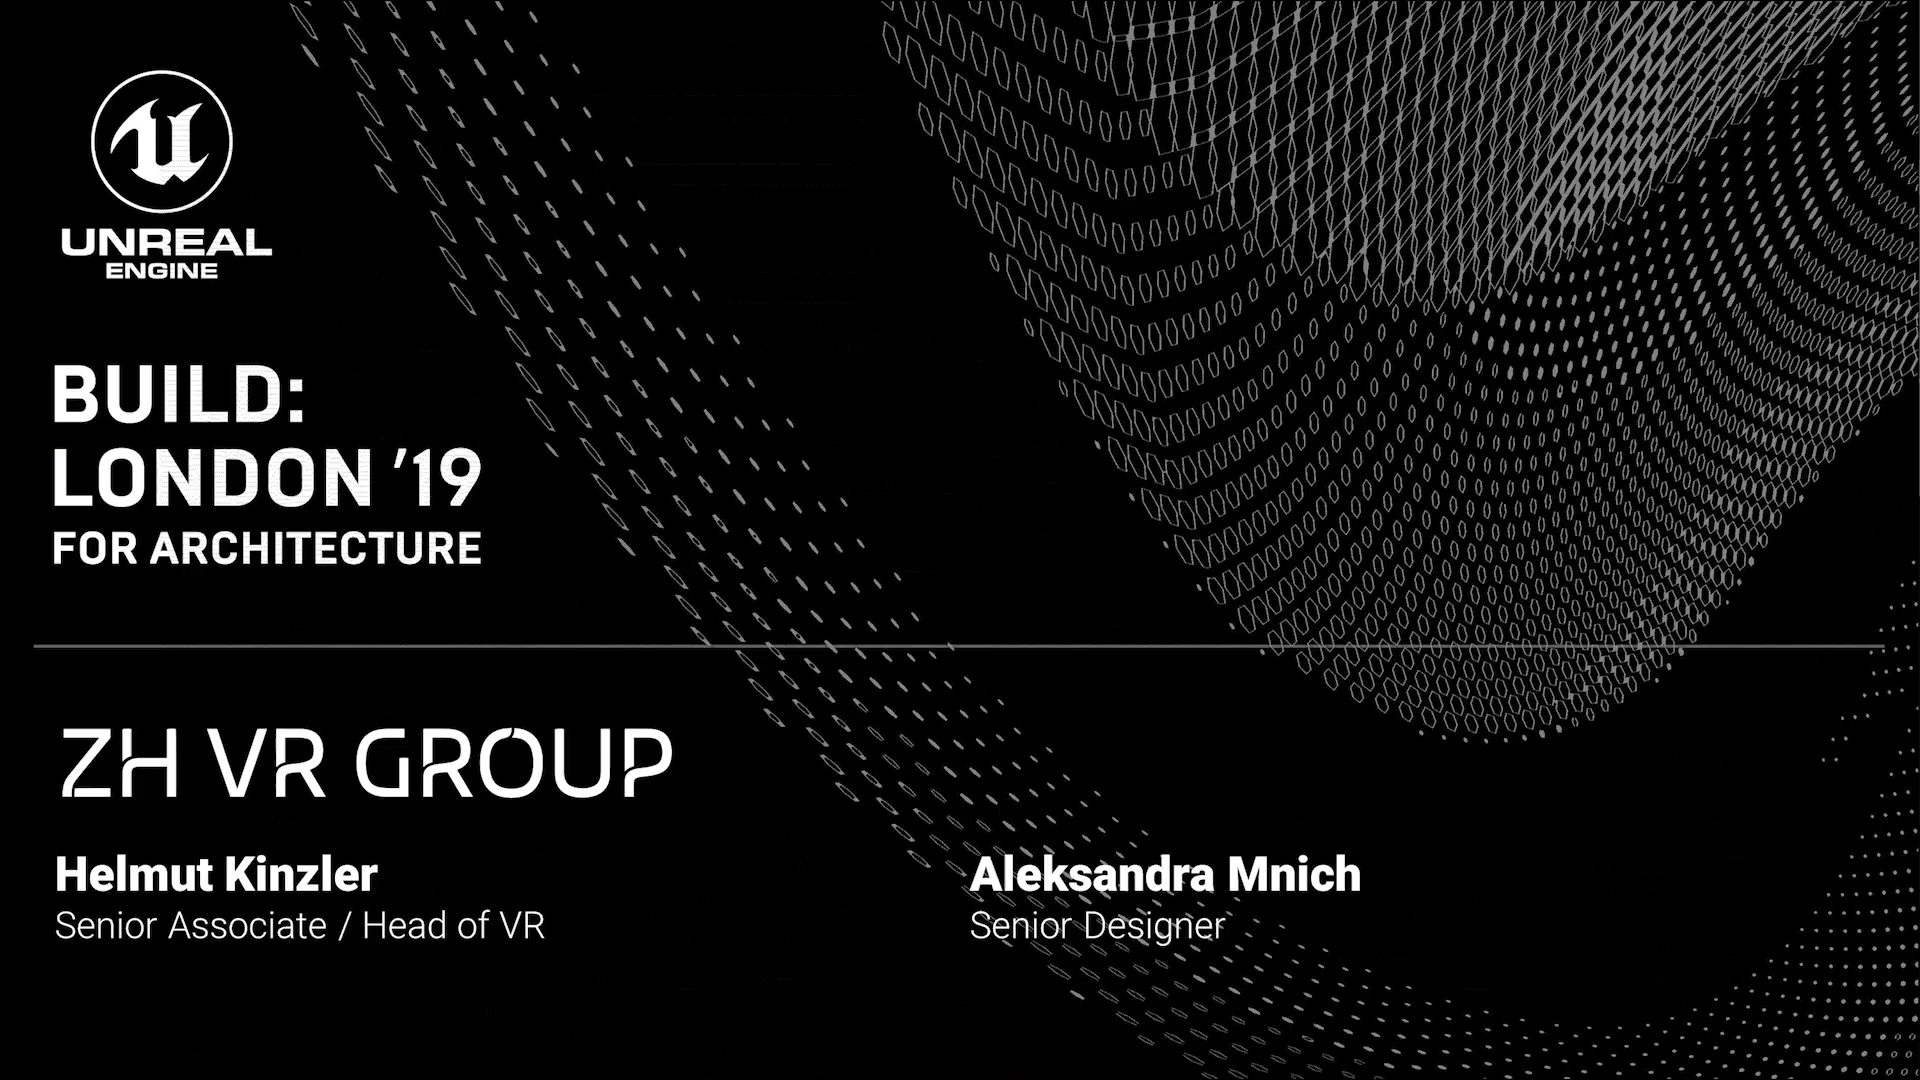 UNREAL
ENGINE
BUILD:
LONDON ’19
FOR ARCHITECTURE
ZH VR GROUP
Helmut Kinzler
Senior Associate / Head of VR
Aleksandra Mnich
Senior Designer